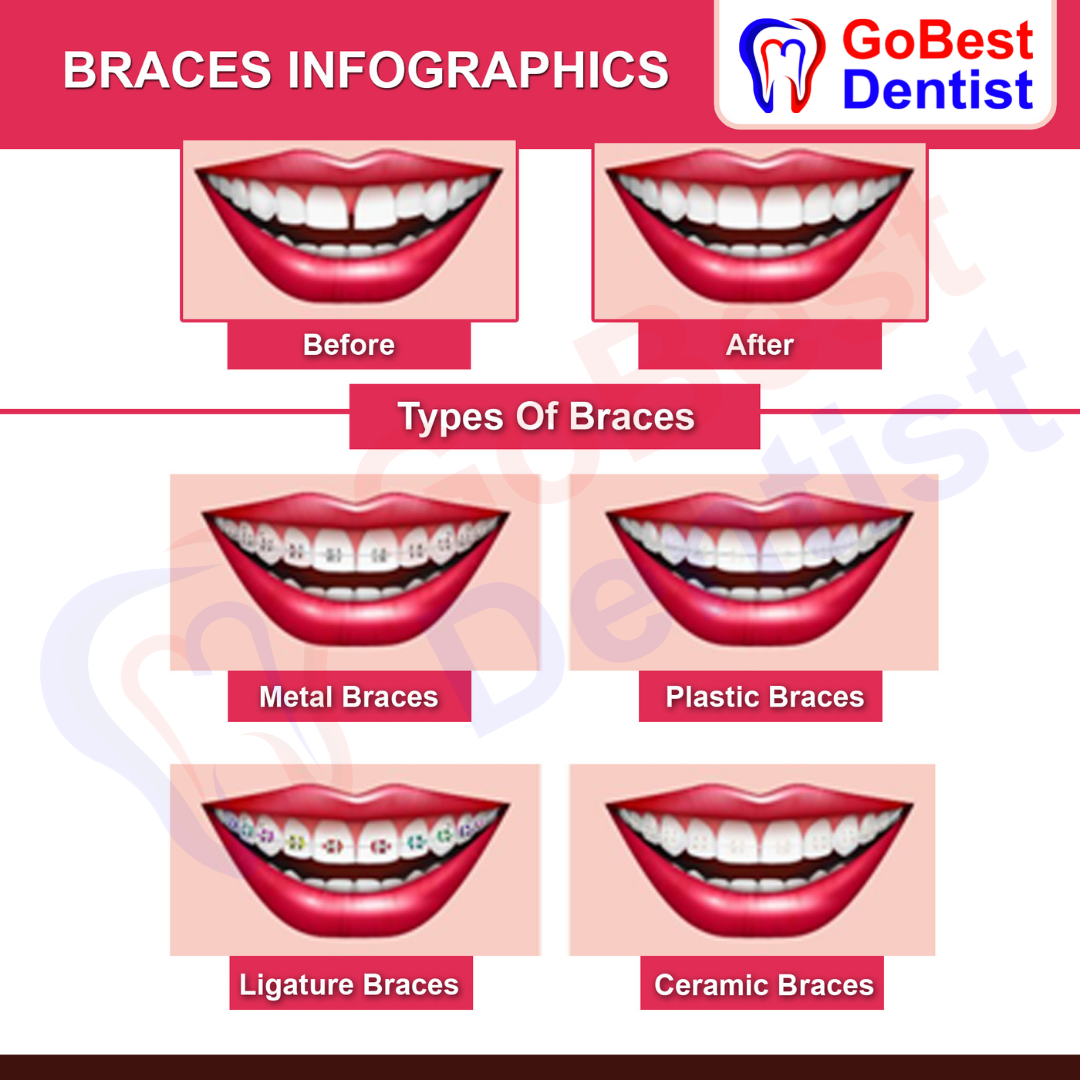 BRACES INFOGRAPHICS
GoBest
Dentist
Before
After
Types Of Braces
Metal Braces
Plastic Braces
Ligature Braces
Ceramic Braces
GoBest
Dentist